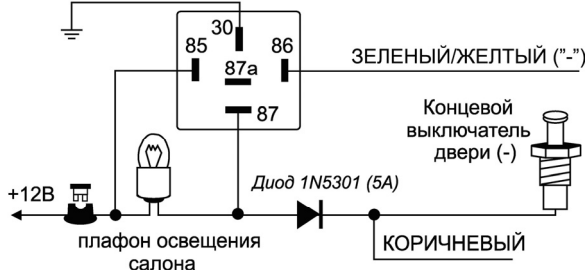 30
85
86
87а
87
ЗЕЛЕНЫЙ/ЖЕЛТЫЙ ("-")
Концевой
выключатель
двери (-)
+12В
Диод 1N5301 (5А)
плафон освещения
салона
КОРИЧНЕВЫЙ